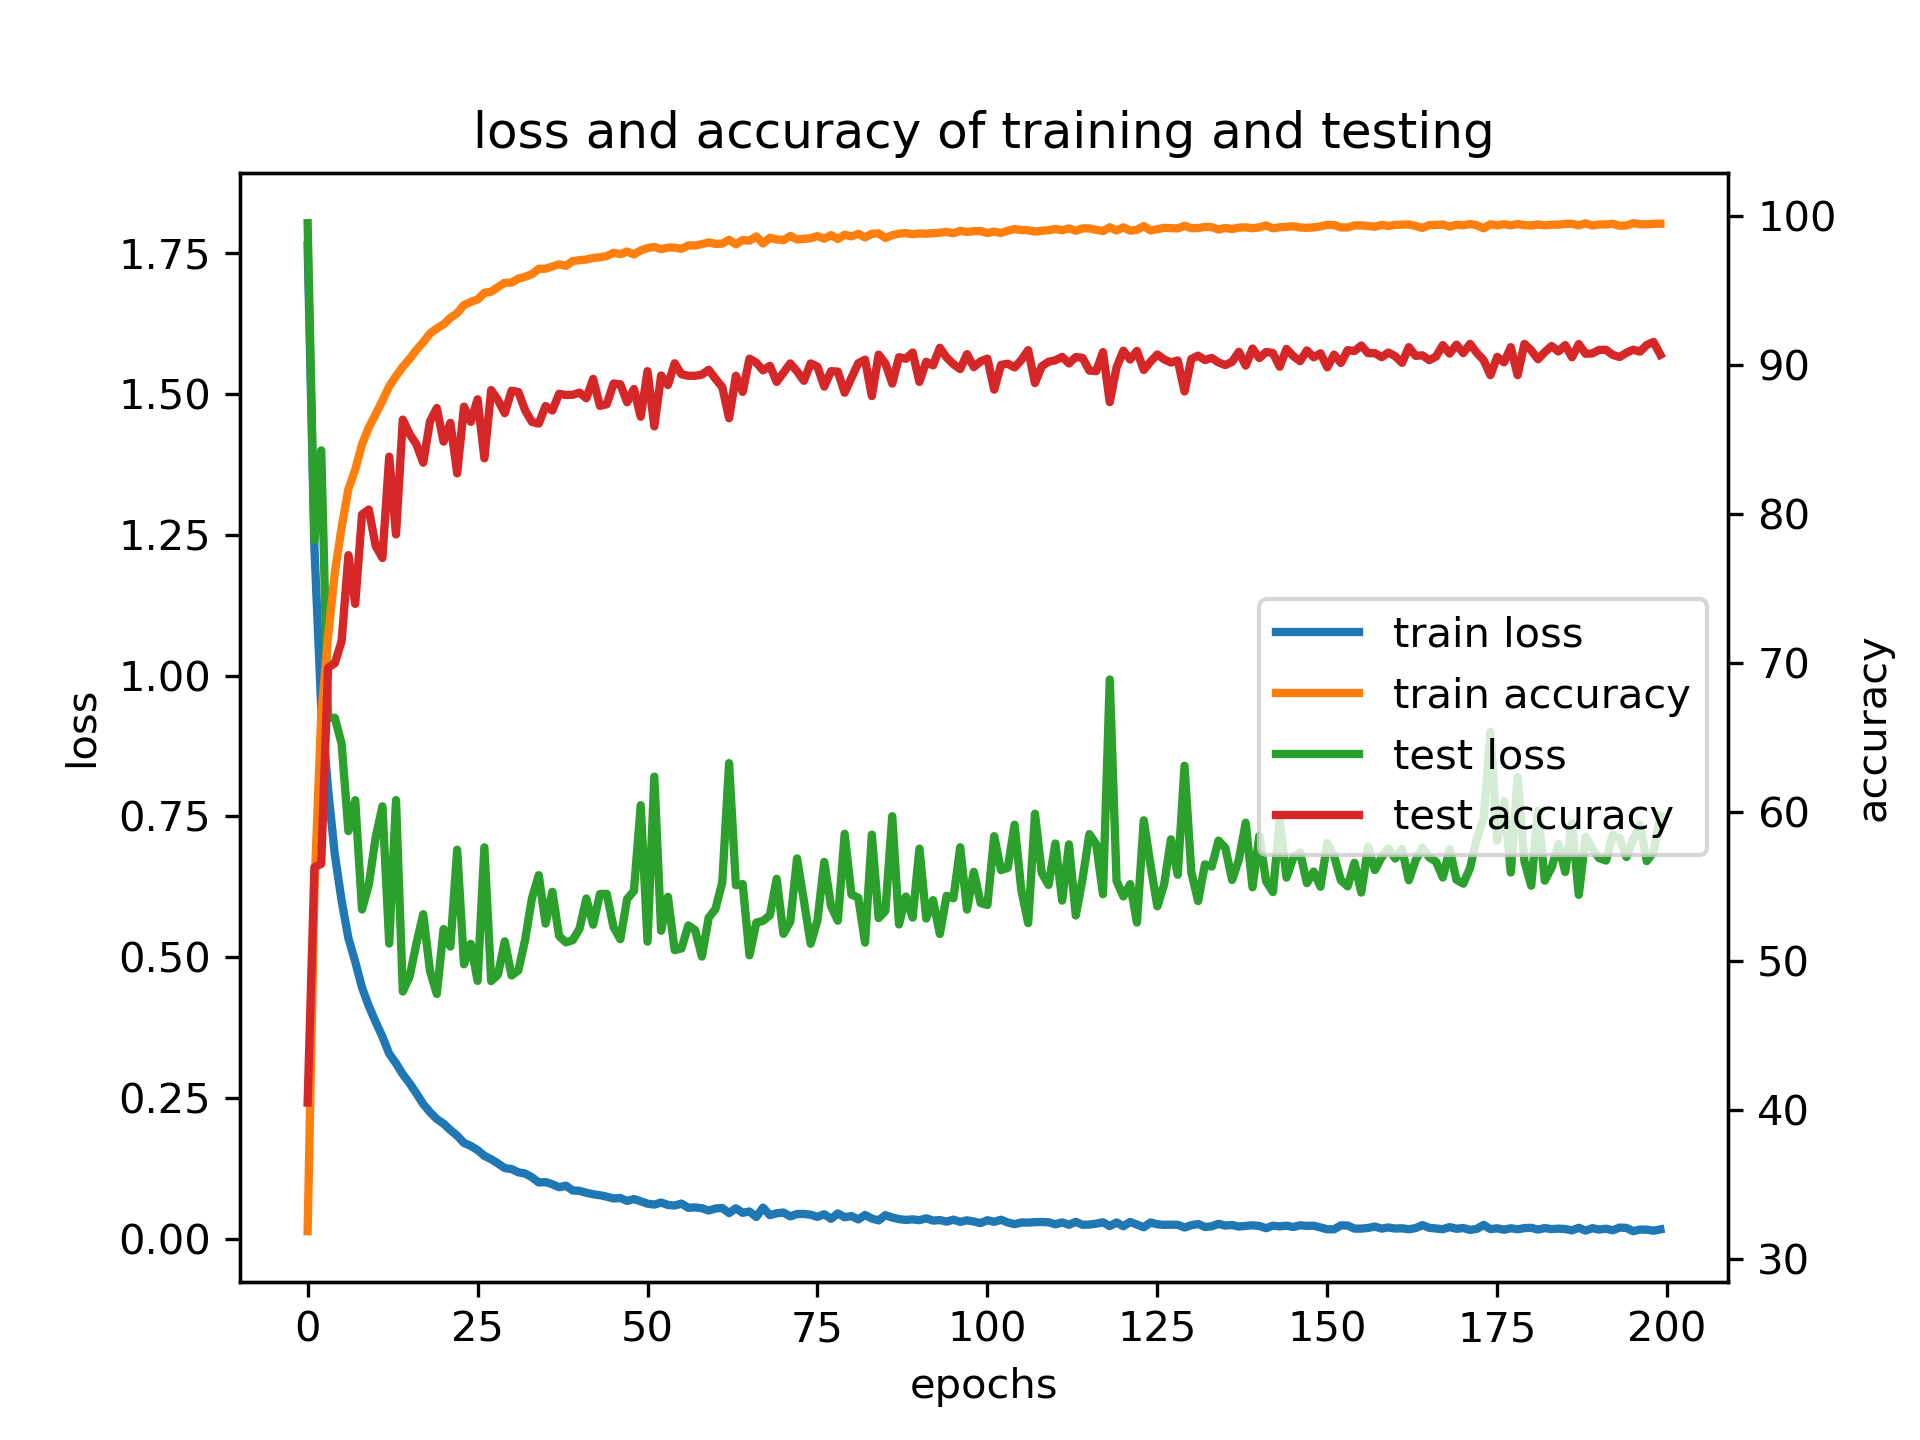 loss and accuracy of training and testing
1.75
1.50
1.25
1.00
0.75
0.50
0.25
0.00
loss
100
90
80
70
60
50
40
30
accuracy
train loss
train accuracy
test loss
test accuracy
0 25 50 75 100 125 150 175 200
epochs